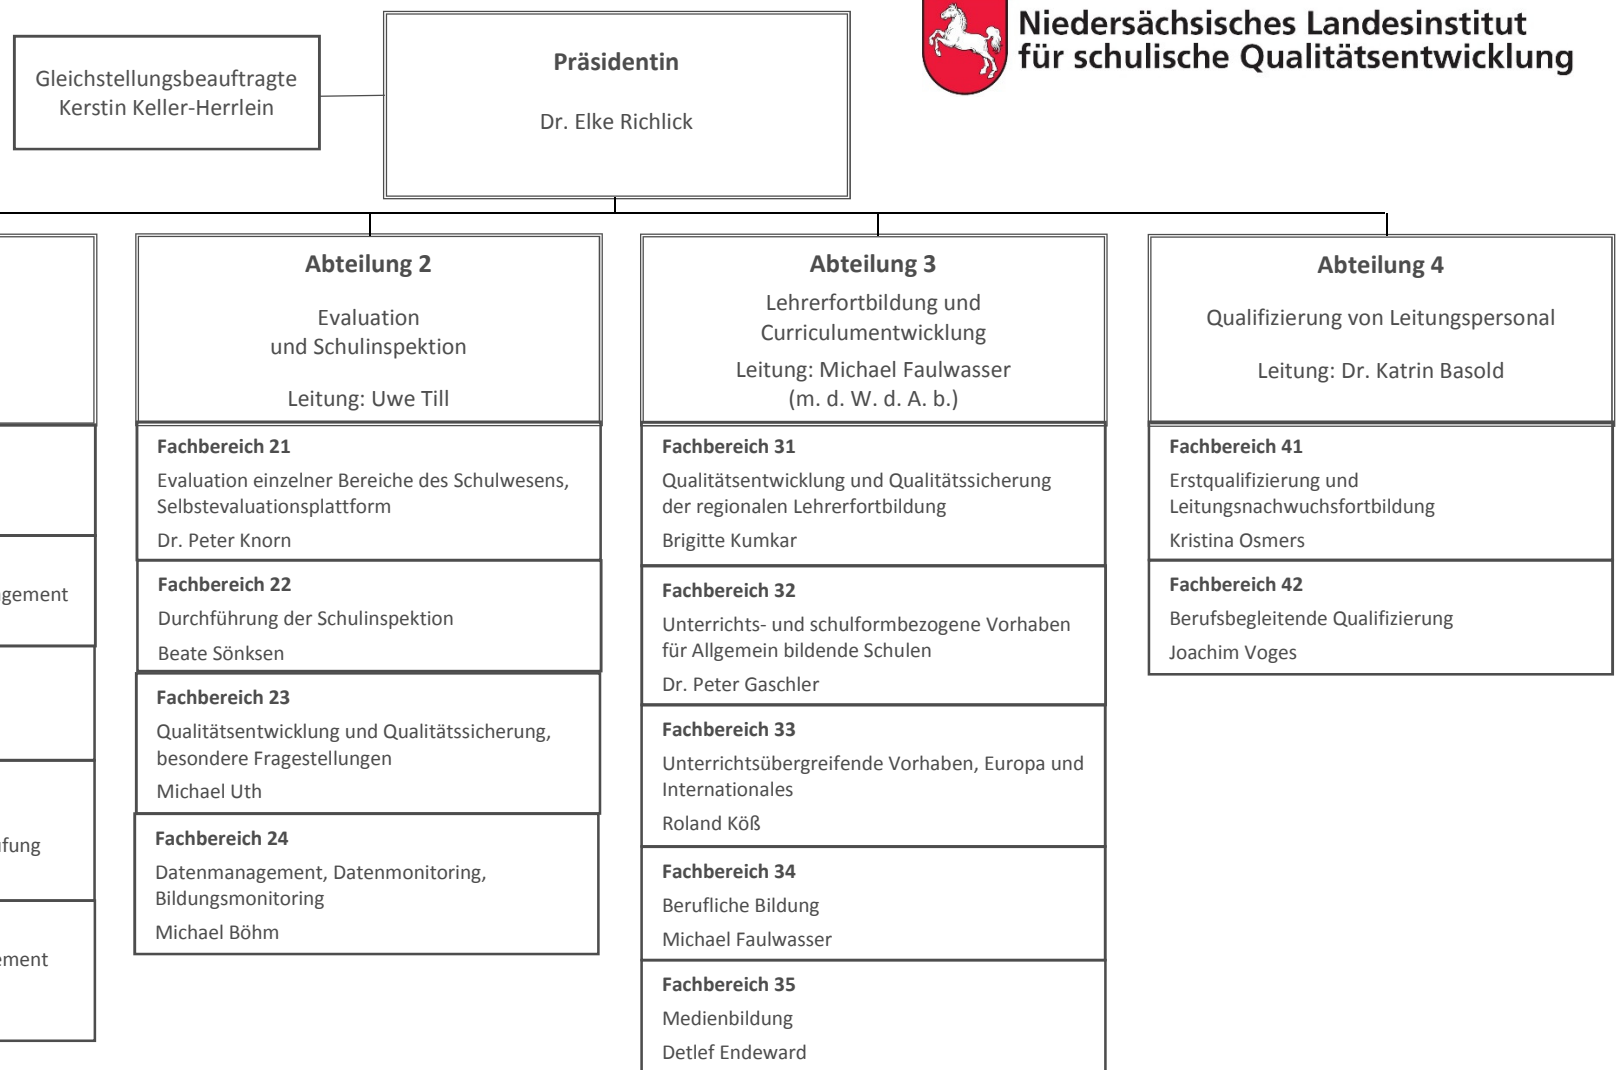 Niedersächsisches Landesinstitut
für schulische Qualitätsentwicklung
Gleichstellungsbeauftragte
Kerstin Keller-Herrlein
Präsidentin
Dr. Elke Richlick
Abteilung 2
Evaluation
und Schulinspektion
Leitung: Uwe Till
Fachbereich 21
Evaluation einzelner Bereiche des Schulwesens,
Selbstevaluationsplattform
Dr. Peter Knorn
Fachbereich 22
Durchführung der Schulinspektion
Beate Sönksen
Fachbereich 23
Qualitätsentwicklung und Qualitätssicherung,
besondere Fragestellungen
Michael Uth
Fachbereich 24
Datenmanagement, Datenmonitoring,
Bildungsmonitoring
Michael Böhm
Abteilung 3
Lehrerfortbildung und
Curriculumentwicklung
Leitung: Michael Faulwasser
(m. d. W. d. A. b.)
Fachbereich 31
Qualitätsentwicklung und Qualitätssicherung
der regionalen Lehrerfortbildung
Brigitte Kumkar
Fachbereich 32
Unterrichts- und schulformbezogene Vorhaben
für Allgemein bildende Schulen
Dr. Peter Gaschler
Fachbereich 33
Unterrichtsübergreifende Vorhaben, Europa und
Internationales
Roland Köß
Fachbereich 34
Berufliche Bildung
Michael Faulwasser
Fachbereich 35
Medienbildung
Detlef Endeward
Abteilung 4
Qualifizierung von Leitungspersonal
Leitung: Dr. Katrin Basold
Fachbereich 41
Erstqualifizierung und
Leitungsnachwuchsfortbildung
Kristina Osmers
Fachbereich 42
Berufsbegleitende Qualifizierung
Joachim Voges